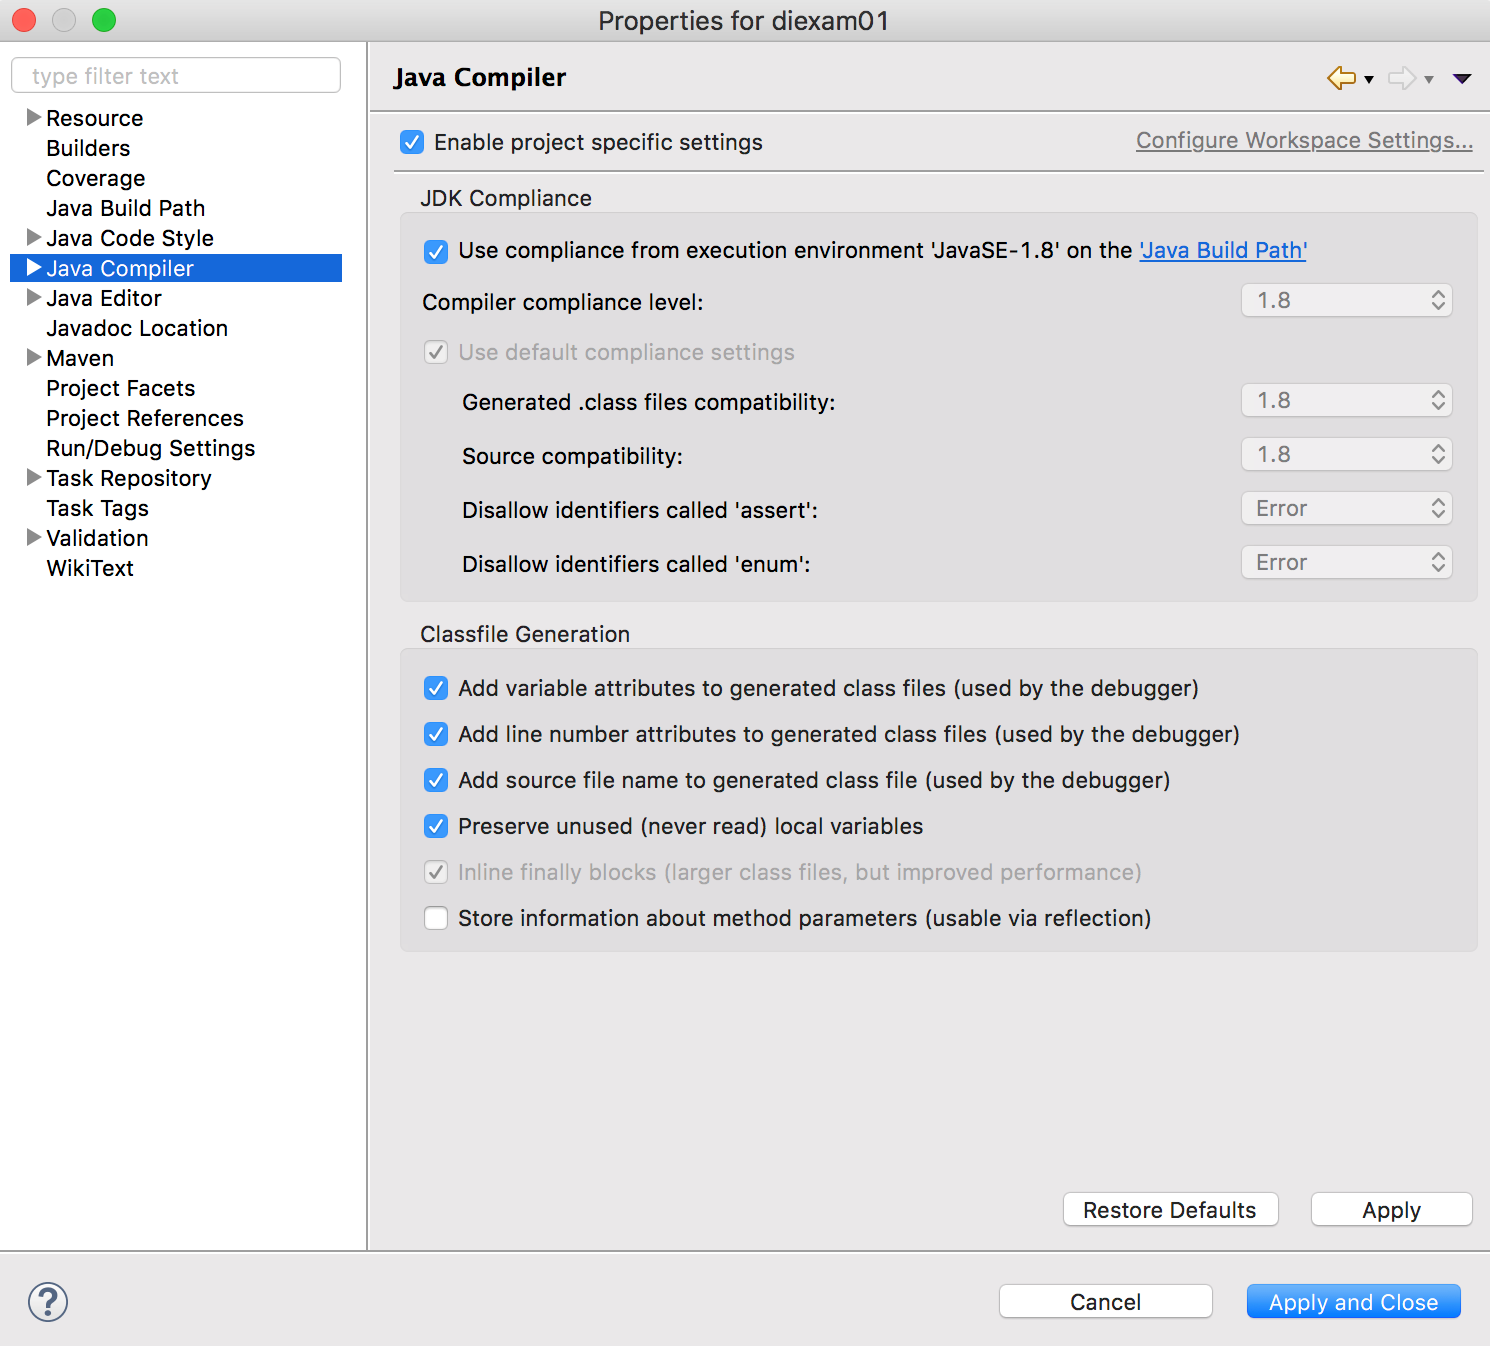 Properties for diexam01
type filter text
Resource
Builders
Coverage
Java Build Path
Java Code Style
Java Compiler
Java Editor
Javadoc Location
Maven
Project Facets
Project References
Run/Debug Settings
Task Repository
Task Tags
Validation
WikiText
Java Compiler
Enable project specific settings
Configure Workspace Settings...
JDK Compliance
Use compliance from execution environment 'JavaSE-1.8' on the 'Java Build Path'
Compiler compliance level: 1.8
Use default compliance settings
Generated .class files compatibility: 1.8
Source compatibility: 1.8
Disallow identifiers called 'assert': Error
Disallow identifiers called 'enum': Error
Classfile Generation
Add variable attributes to generated class files (used by the debugger)
Add line number attributes to generated class files (used by the debugger)
Add source file name to generated class file (used by the debugger)
Preserve unused (never read) local variables
Inline finally blocks (larger class files, but improved performance)
Store information about method parameters (usable via reflection)
Restore Defaults Apply
? Cancel Apply and Close